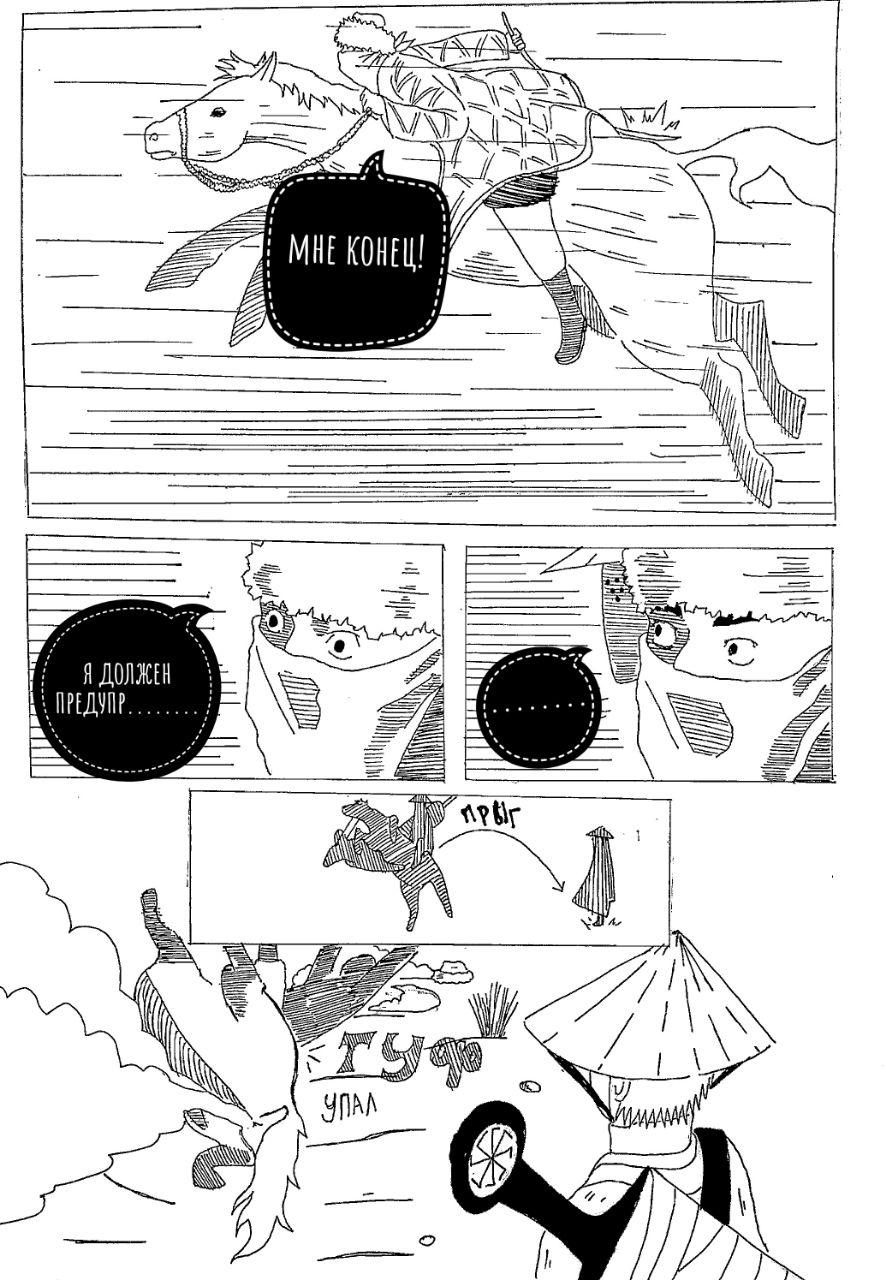 МНЕ КОНЕЦ!
Я ДОЛЖЕН
ПРЕДУПР.........
..........
ПРЫГ
ГУФ
УПАЛ